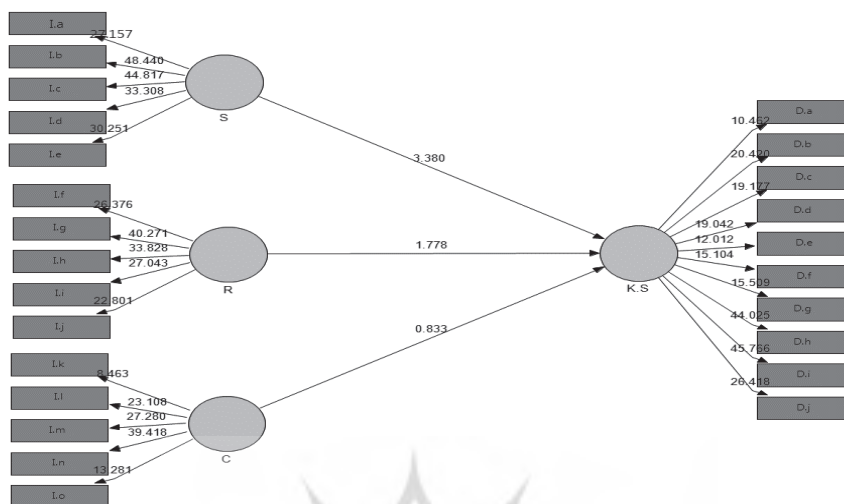 I.a
27.157
I.b
48.440
I.c
44.817
33.308
I.d
30.251
I.e
S
3.380
I.f
26.376
I.g
40.271
I.h
33.828
27.043
I.i
22.801
I.j
R
1.778
I.k
8.463
I.l
23.108
I.m
27.280
39.418
I.n
13.281
I.o
C
0.833
K.S
D.a
10.462
D.b
20.420
D.c
19.177
D.d
19.042
D.e
12.012
D.f
15.104
D.g
15.509
D.h
44.025
D.i
45.766
D.j
26.418